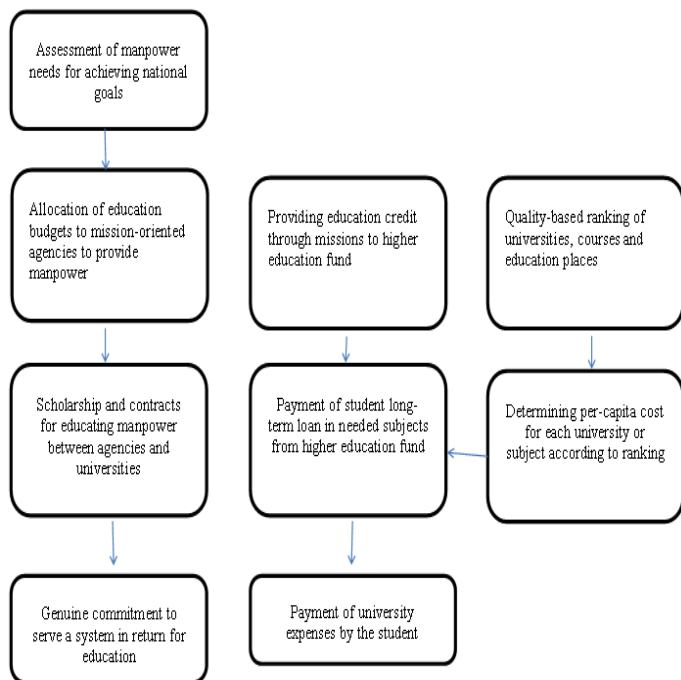 Assessment of manpower
needs for achieving national
goals
Allocation of education
budgets to mission-oriented
agencies to provide
manpower
Providing education credit
through missions to higher
education fund
Quality-based ranking of
universities, courses and
education places
Scholarship and contracts
for educating manpower
between agencies and
universities
Payment of student long-
term loan in needed subjects
from higher education fund
Determining per-capita cost
for each university or
subject according to ranking
Genuine commitment to
serve a system in return for
education
Payment of university
expenses by the student